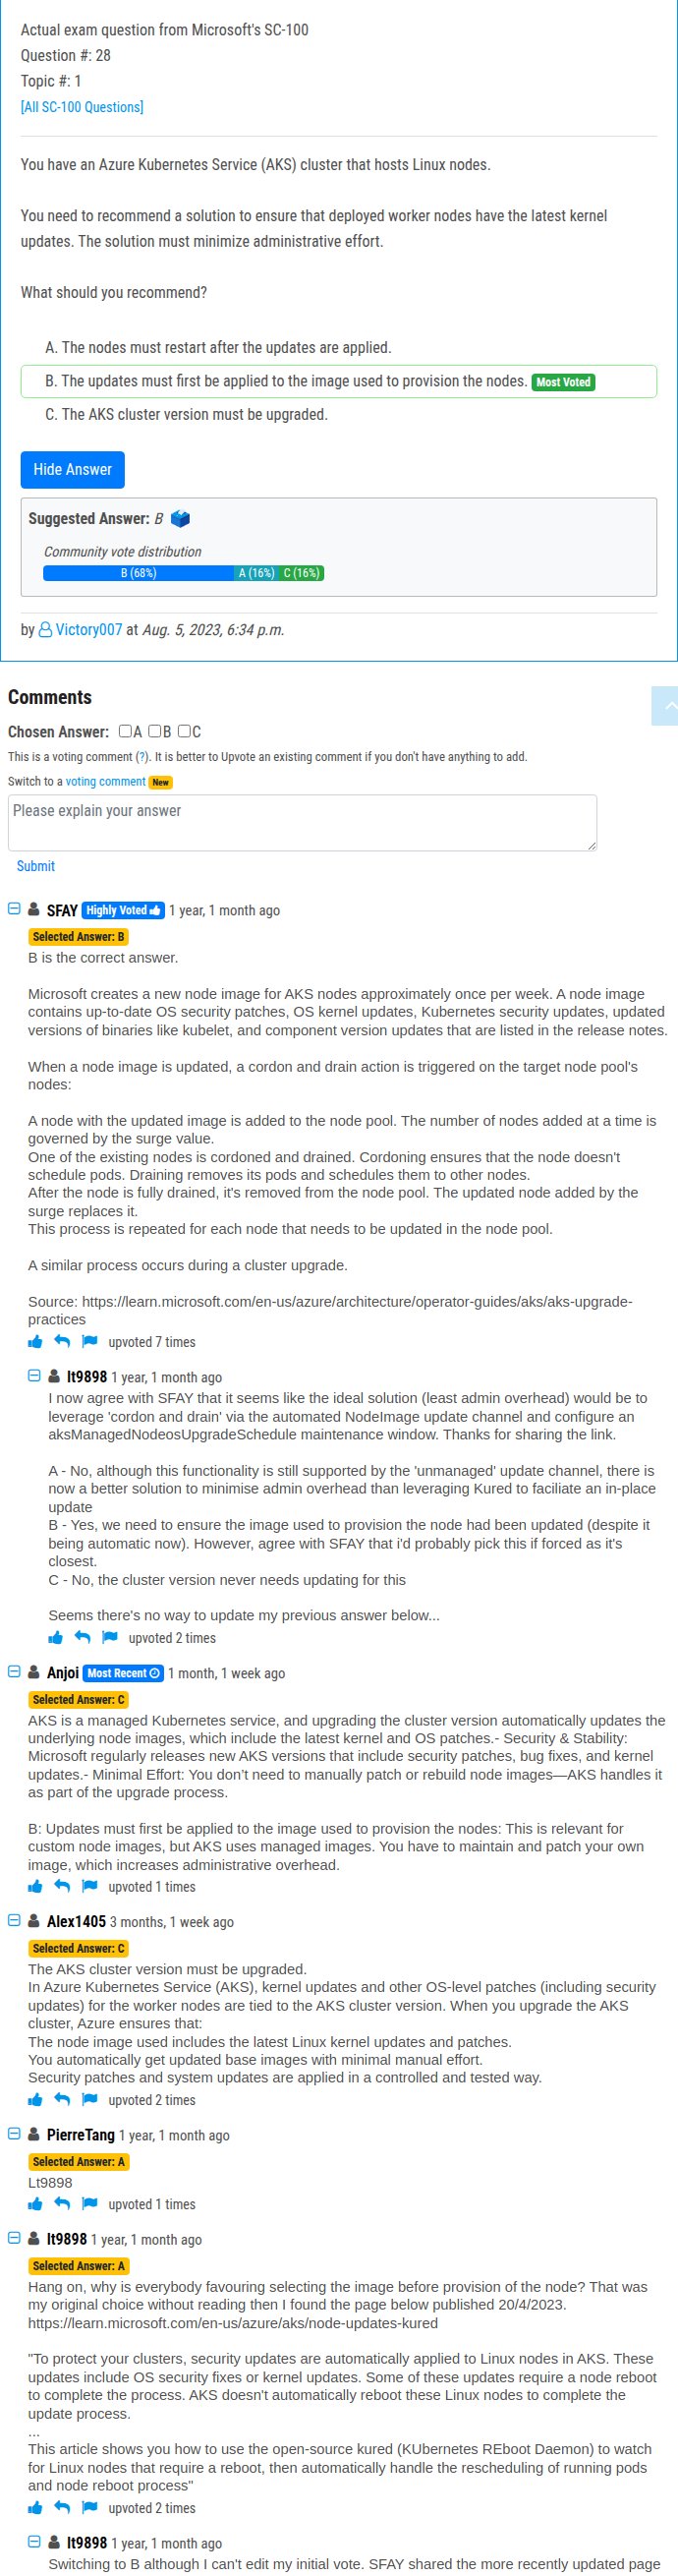 Actual exam question from Microsoft's SC-100
Question #: 28
Topic #: 1
[All SC-100 Questions]
You have an Azure Kubernetes Service (AKS) cluster that hosts Linux nodes.
You need to recommend a solution to ensure that deployed worker nodes have the latest kernel
updates. The solution must minimize administrative effort.
What should you recommend?
A. The nodes must restart after the updates are applied.
B. The updates must first be applied to the image used to provision the nodes. Most Voted
C. The AKS cluster version must be upgraded.
Hide Answer
Suggested Answer: B
Community vote distribution
B (68%) A (16%) C (16%)
by Victory007 at Aug. 5, 2023, 6:34 p.m.
Comments
Chosen Answer: A B C
This is a voting comment (?). It is better to Upvote an existing comment if you don't have anything to add.
Switch to a voting comment New
Please explain your answer
Submit
SFAY Highly Voted 1 year, 1 month ago
Selected Answer: B
B is the correct answer.
Microsoft creates a new node image for AKS nodes approximately once per week. A node image
contains up-to-date OS security patches, OS kernel updates, Kubernetes security updates, updated
versions of binaries like kubelet, and component version updates that are listed in the release notes.
When a node image is updated, a cordon and drain action is triggered on the target node pool's
nodes:
A node with the updated image is added to the node pool. The number of nodes added at a time is
governed by the surge value.
One of the existing nodes is cordoned and drained. Cordoning ensures that the node doesn't
schedule pods. Draining removes its pods and schedules them to other nodes.
After the node is fully drained, it's removed from the node pool. The updated node added by the
surge replaces it.
This process is repeated for each node that needs to be updated in the node pool.
A similar process occurs during a cluster upgrade.
Source: https://learn.microsoft.com/en-us/azure/architecture/operator-guides/aks/aks-upgrade-
practices
upvoted 7 times
lt9898 1 year, 1 month ago
I now agree with SFAY that it seems like the ideal solution (least admin overhead) would be to
leverage 'cordon and drain' via the automated NodeImage update channel and configure an
aksManagedNodeosUpgradeSchedule maintenance window. Thanks for sharing the link.
A - No, although this functionality is still supported by the 'unmanaged' update channel, there is
now a better solution to minimise admin overhead than leveraging Kured to faciliate an in-place
update
B - Yes, we need to ensure the image used to provision the node had been updated (despite it
being automatic now). However, agree with SFAY that i'd probably pick this if forced as it's
closest.
C - No, the cluster version never needs updating for this
Seems there's no way to update my previous answer below...
upvoted 2 times
Anjoi Most Recent 1 month, 1 week ago
Selected Answer: C
AKS is a managed Kubernetes service, and upgrading the cluster version automatically updates the
underlying node images, which include the latest kernel and OS patches.- Security & Stability:
Microsoft regularly releases new AKS versions that include security patches, bug fixes, and kernel
updates.- Minimal Effort: You don’t need to manually patch or rebuild node images—AKS handles it
as part of the upgrade process.
B: Updates must first be applied to the image used to provision the nodes: This is relevant for
custom node images, but AKS uses managed images. You have to maintain and patch your own
image, which increases administrative overhead.
upvoted 1 times
Alex1405 3 months, 1 week ago
Selected Answer: C
The AKS cluster version must be upgraded.
In Azure Kubernetes Service (AKS), kernel updates and other OS-level patches (including security
updates) for the worker nodes are tied to the AKS cluster version. When you upgrade the AKS
cluster, Azure ensures that:
The node image used includes the latest Linux kernel updates and patches.
You automatically get updated base images with minimal manual effort.
Security patches and system updates are applied in a controlled and tested way.
upvoted 2 times
PierreTang 1 year, 1 month ago
Selected Answer: A
Lt9898
upvoted 1 times
lt9898 1 year, 1 month ago
Selected Answer: A
Hang on, why is everybody favouring selecting the image before provision of the node? That was
my original choice without reading then I found the page below published 20/4/2023.
https://learn.microsoft.com/en-us/azure/aks/node-updates-kured
"To protect your clusters, security updates are automatically applied to Linux nodes in AKS. These
updates include OS security fixes or kernel updates. Some of these updates require a node reboot
to complete the process. AKS doesn't automatically reboot these Linux nodes to complete the
update process.
...
This article shows you how to use the open-source kured (KUbernetes REboot Daemon) to watch
for Linux nodes that require a reboot, then automatically handle the rescheduling of running pods
and node reboot process"
upvoted 2 times
lt9898 1 year, 1 month ago
Switching to B although I can't edit my initial vote. SFAY shared the more recently updated page